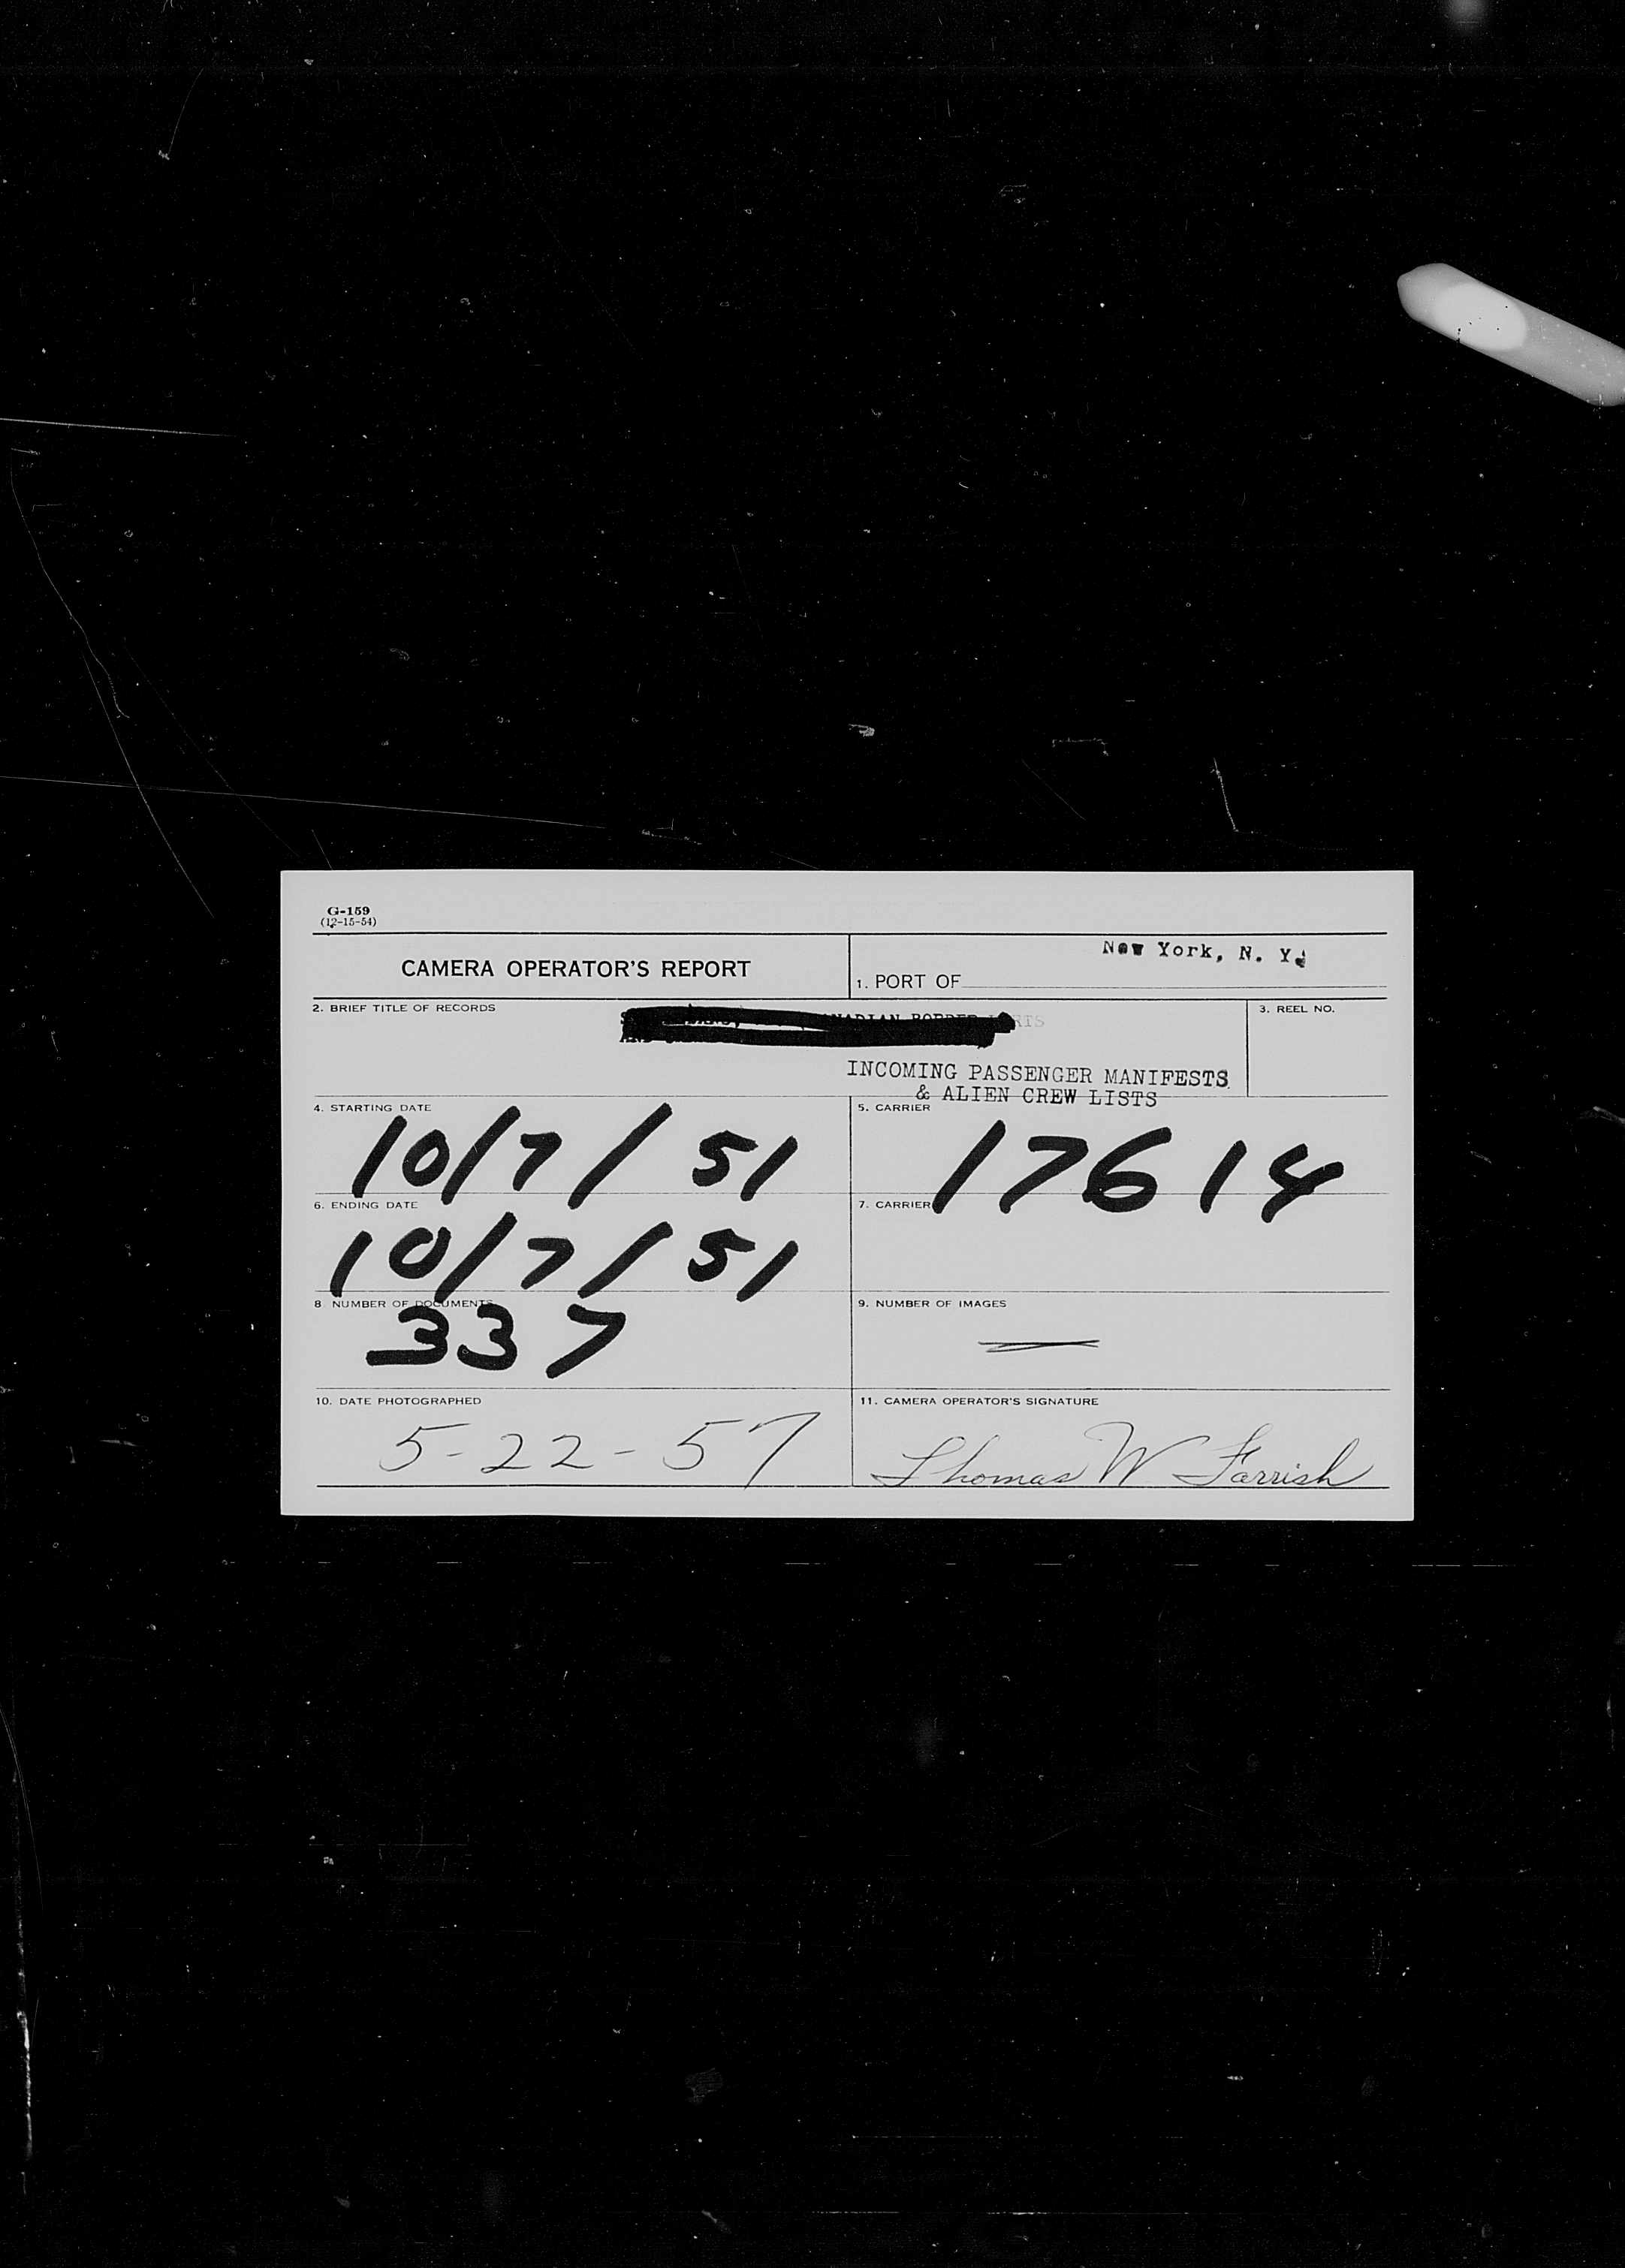 G-159
(12-15-54)
CAMERA OPERATOR'S REPORT
New York, N. Y.
1. PORT OF
2. BRIEF TITLE OF RECORDS
3. REEL NO.
INCOMING PASSENGER MANIFESTS
& ALIEN CREW LISTS
4. STARTING DATE
10/7/51
5. CARRIER
17614
6. ENDING DATE
10/7/51
7. CARRIER
8 NUMBER OF DOCUMENTS
337
9. NUMBER OF IMAGES
10. DATE PHOTOGRAPHED
5-22-57
11. CAMERA OPERATOR'S SIGNATURE
Thomas W Farrish